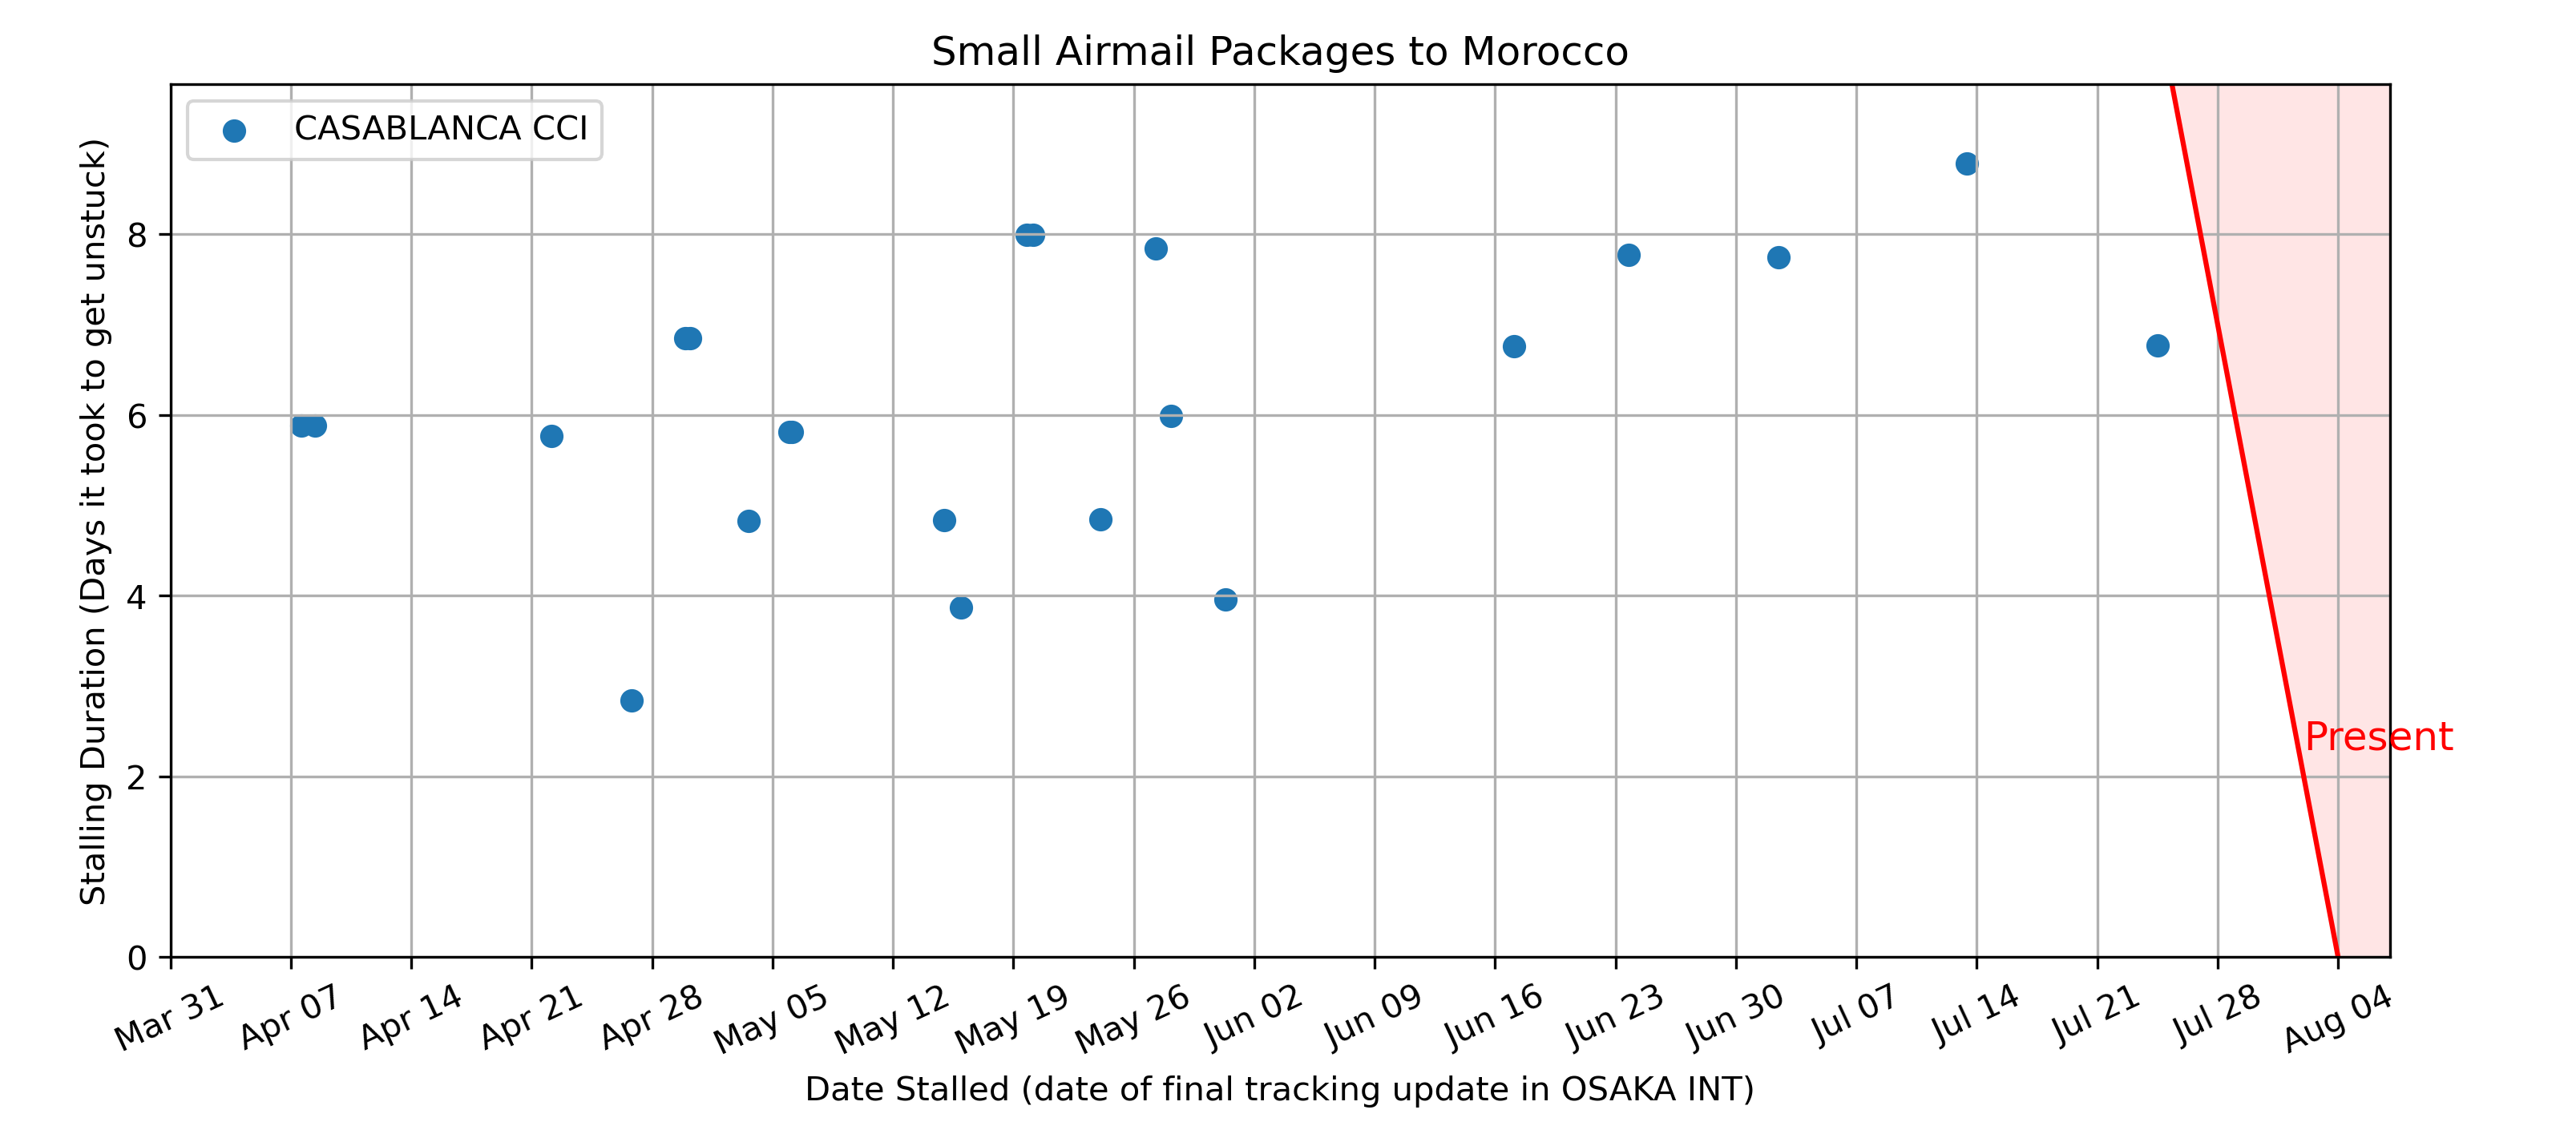 Small Airmail Packages to Morocco
CASABLANCA CCI
Stalling Duration (Days it took to get unstuck)
8
6
4
2
0
Present
Mar 31
Apr 07
Apr 14
Apr 21
Apr 28
May 05
May 12
May 19
May 26
Jun 02
Jun 09
Jun 16
Jun 23
Jun 30
Jul 07
Jul 14
Jul 21
Jul 28
Aug 04
Date Stalled (date of final tracking update in OSAKA INT)